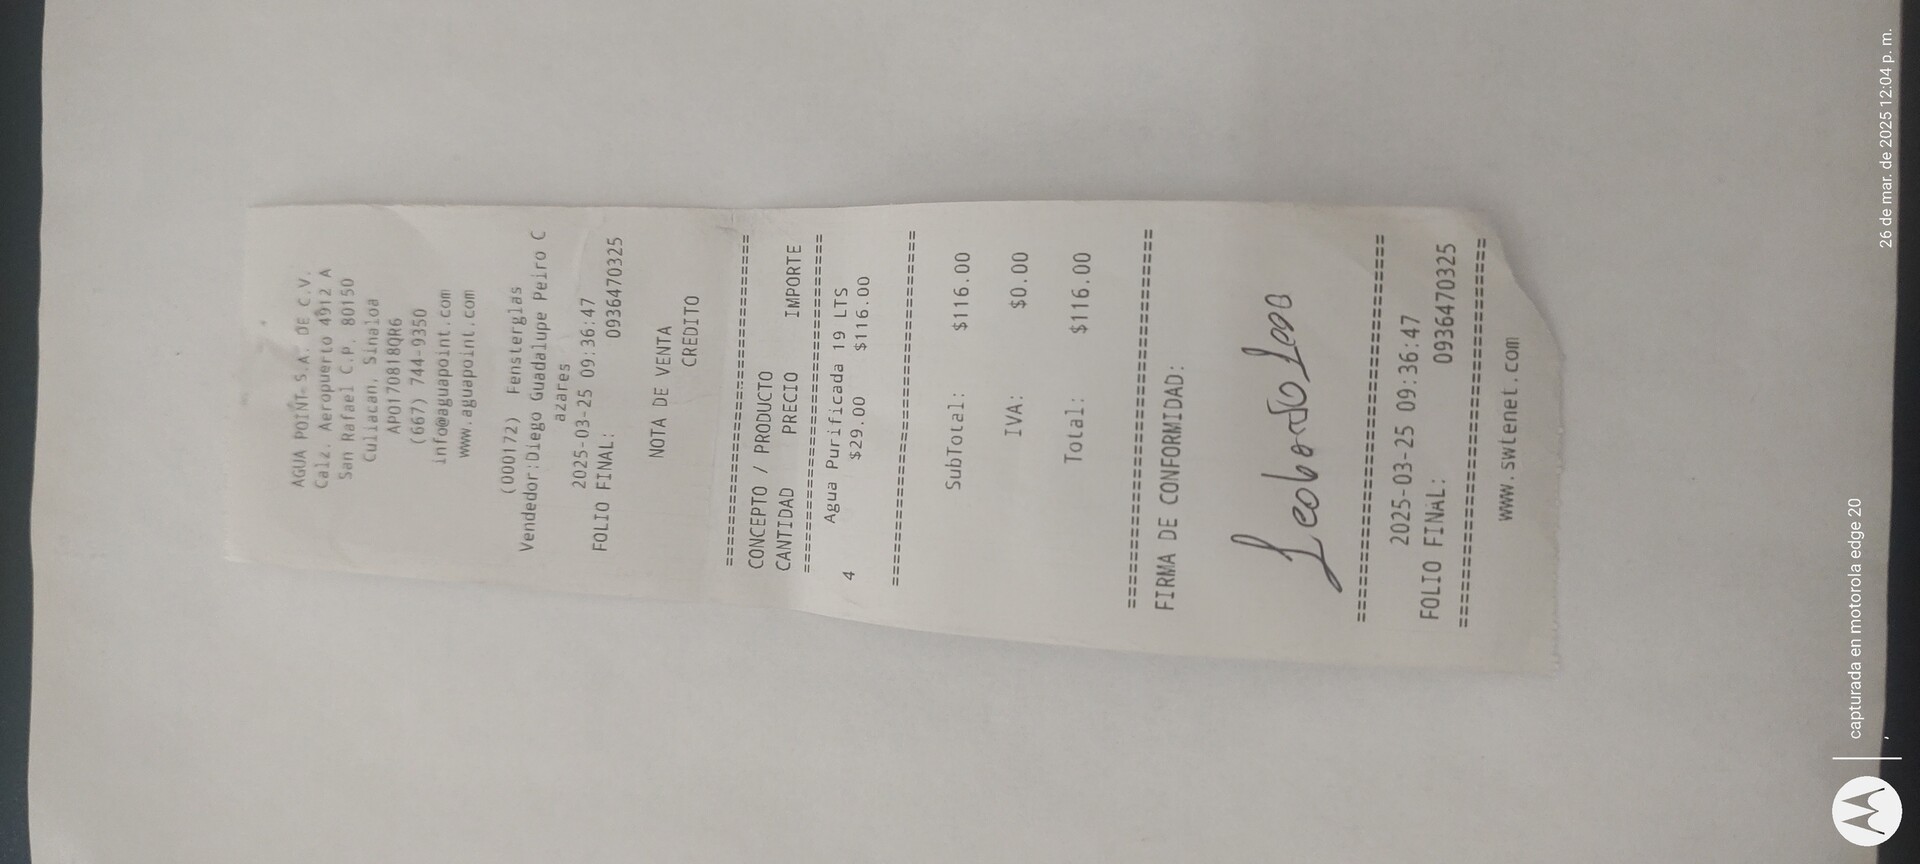 AGUA POINT S.A. DE C.V.
Calz. Aeropuerto 4912 A
San Rafael C.P. 80150
Culiacan, Sinaloa
APO170818QR6
(667) 744-9350
info@aguapoint.com
www.aguapoint.com
(000172) Fensterglas
Vendedor:Diego Guadalupe Peiro C
azares
2025-03-25 09:36:47
FOLIO FINAL: 0936470325
NOTA DE VENTA
CREDITO
================================
CONCEPTO / PRODUCTO
CANTIDAD PRECIO IMPORTE
================================
Agua Purificada 19 LTS
4 $29.00 $116.00
================================
SubTotal: $116.00
IVA: $0.00
Total: $116.00
================================
FIRMA DE CONFORMIDAD:
Leobardo
================================
2025-03-25 09:36:47
FOLIO FINAL: 0936470325
================================
www.swtenet.com
capturada en motorola edge 20
26 de mar. de 2025 12:04 p. m.